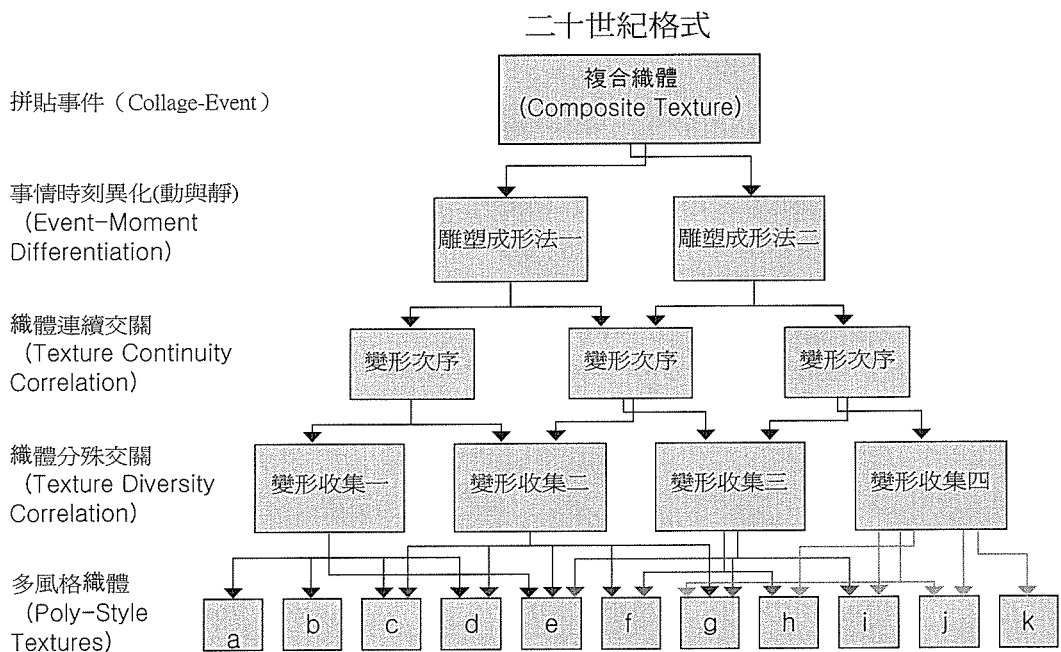 二十世紀格式
拼貼事件（Collage-Event）
複合織體
(Composite Texture)
事情時刻異化(動與靜)
(Event-Moment
Differentiation)
雕塑成形法一
雕塑成形法二
織體連續交關
(Texture Continuity
Correlation)
變形次序
變形次序
變形次序
織體分殊交關
(Texture Diversity
Correlation)
變形收集一
變形收集二
變形收集三
變形收集四
多風格織體
(Poly-Style
Textures)
a
b
c
d
e
f
g
h
i
j
k